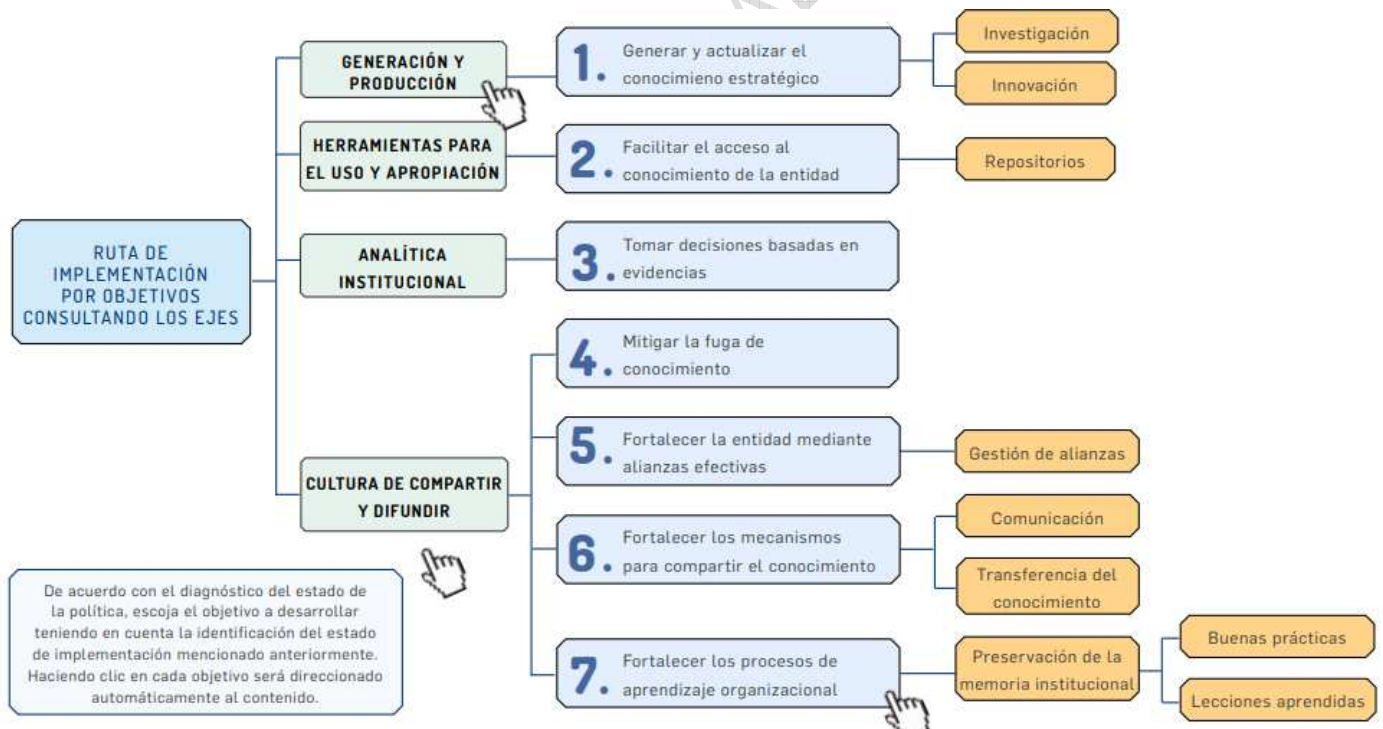 RUTA DE
IMPLEMENTACIÓN
POR OBJETIVOS
CONSULTANDO LOS EJES
GENERACIÓN Y
PRODUCCIÓN
1. Generar y actualizar el
conocimieno estratégico
Investigación
Innovación
HERRAMIENTAS PARA
EL USO Y APROPIACIÓN
2. Facilitar el acceso al
conocimiento de la entidad
Repositorios
ANALÍTICA
INSTITUCIONAL
3. Tomar decisiones basadas en
evidencias
CULTURA DE COMPARTIR
Y DIFUNDIR
4. Mitigar la fuga de
conocimiento
5. Fortalecer la entidad mediante
alianzas efectivas
Gestión de alianzas
6. Fortalecer los mecanismos
para compartir el conocimiento
Comunicación
Transferencia del
conocimiento
7. Fortalecer los procesos de
aprendizaje organizacional
Preservación de la
memoria institucional
Buenas prácticas
Lecciones aprendidas
De acuerdo con el diagnóstico del estado de
la política, escoja el objetivo a desarrollar
teniendo en cuenta la identificación del estado
de implementación mencionado anteriormente.
Haciendo clic en cada objetivo será direccionado
automáticamente al contenido.